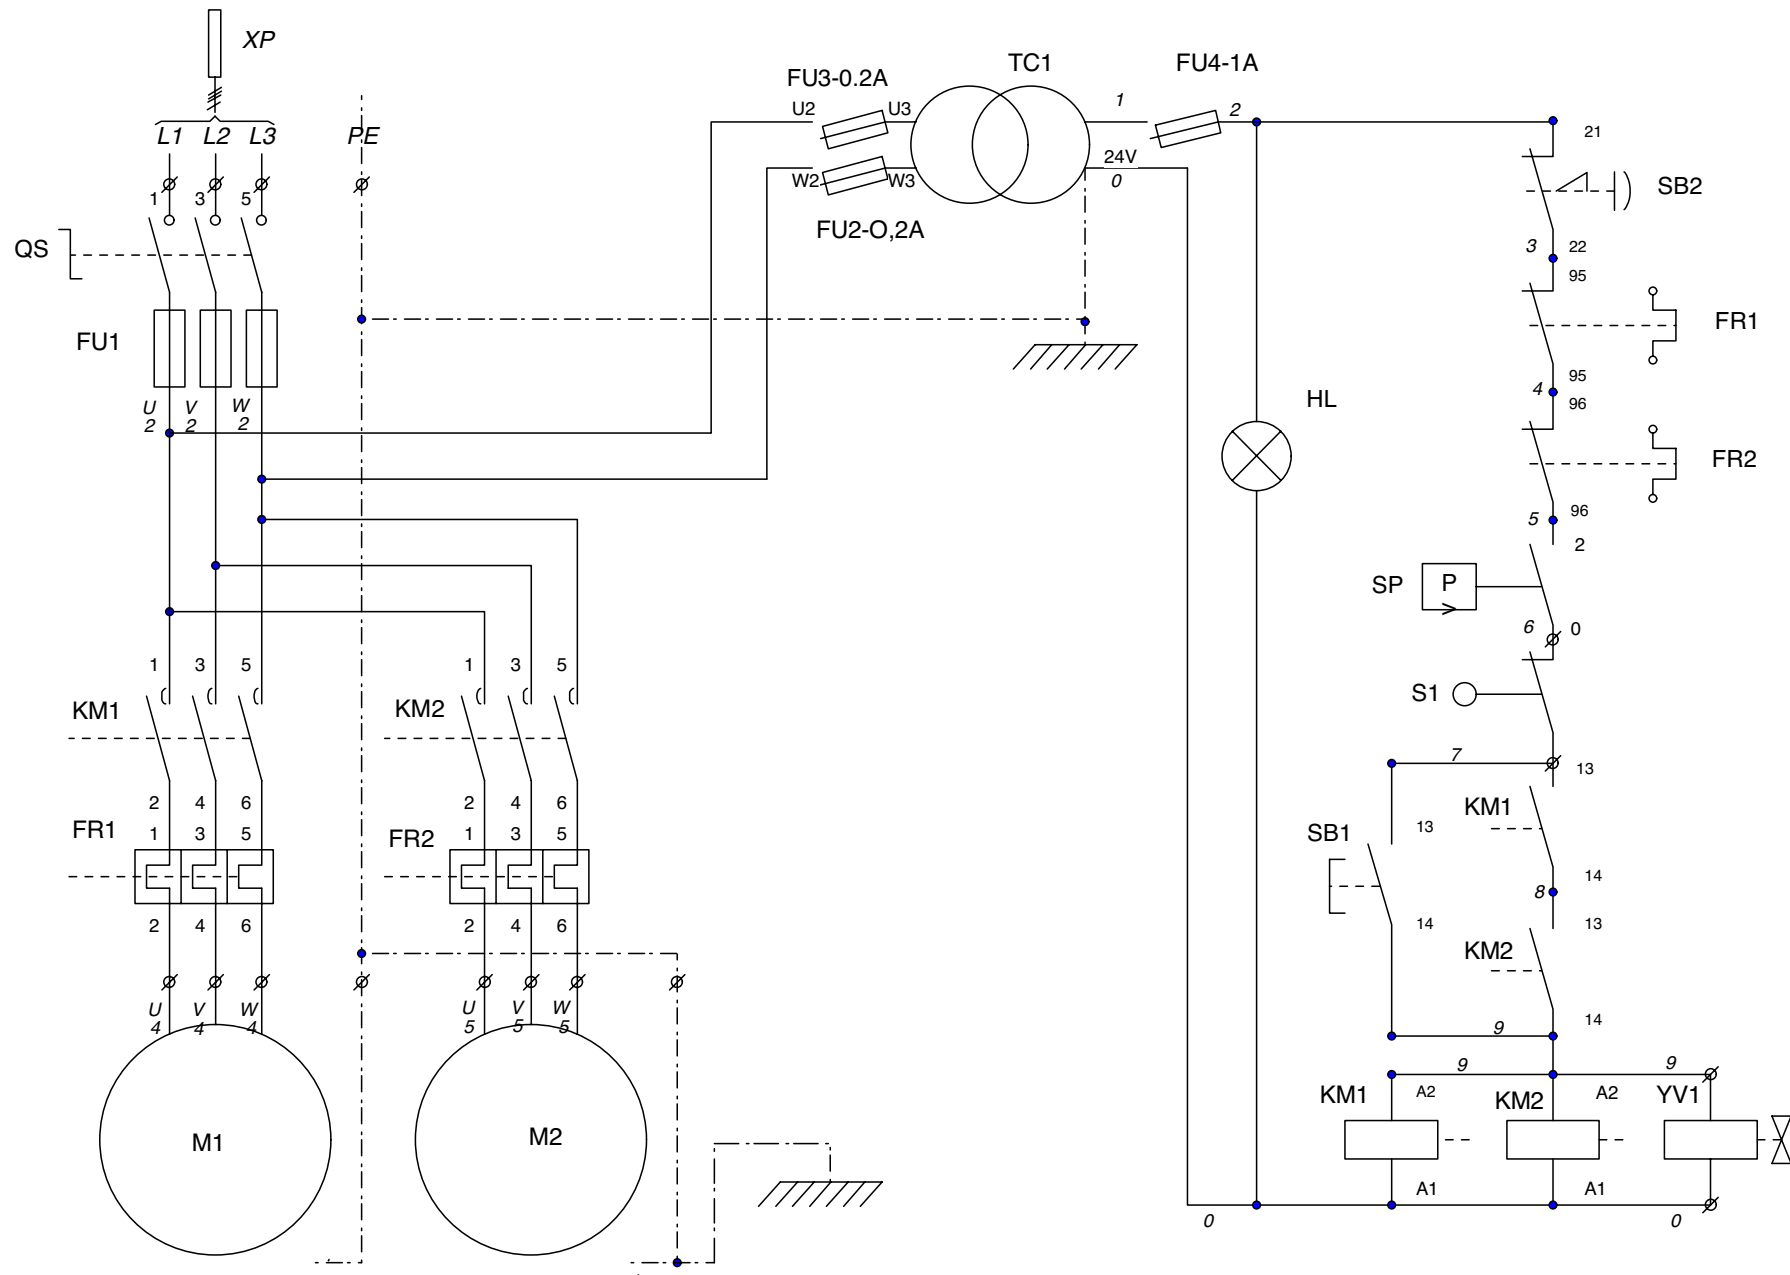 XP
L1 L2 L3 PE
1 3 5
QS
FU1
U V W
2 2 2
FU3-0.2A TC1 FU4-1A
U2 U3 1 2
W2 W3 24V
0
FU2-O,2A
21
SB2
3 22
95
FR1
95
4 96
FR2
5 96
2
HL
SP P
6 0
S1
7 13
KM1
SB1 13
14
8
14 13
KM2
14
9
9 9
KM1 A2 KM2 A2 YV1
A1 A1
0 0
1 3 5 1 3 5
KM1 KM2
2 4 6 2 4 6
FR1 1 3 5 FR2 1 3 5
2 4 6 2 4 6
U V W U V W
4 4 4 5 5 5
M1 M2